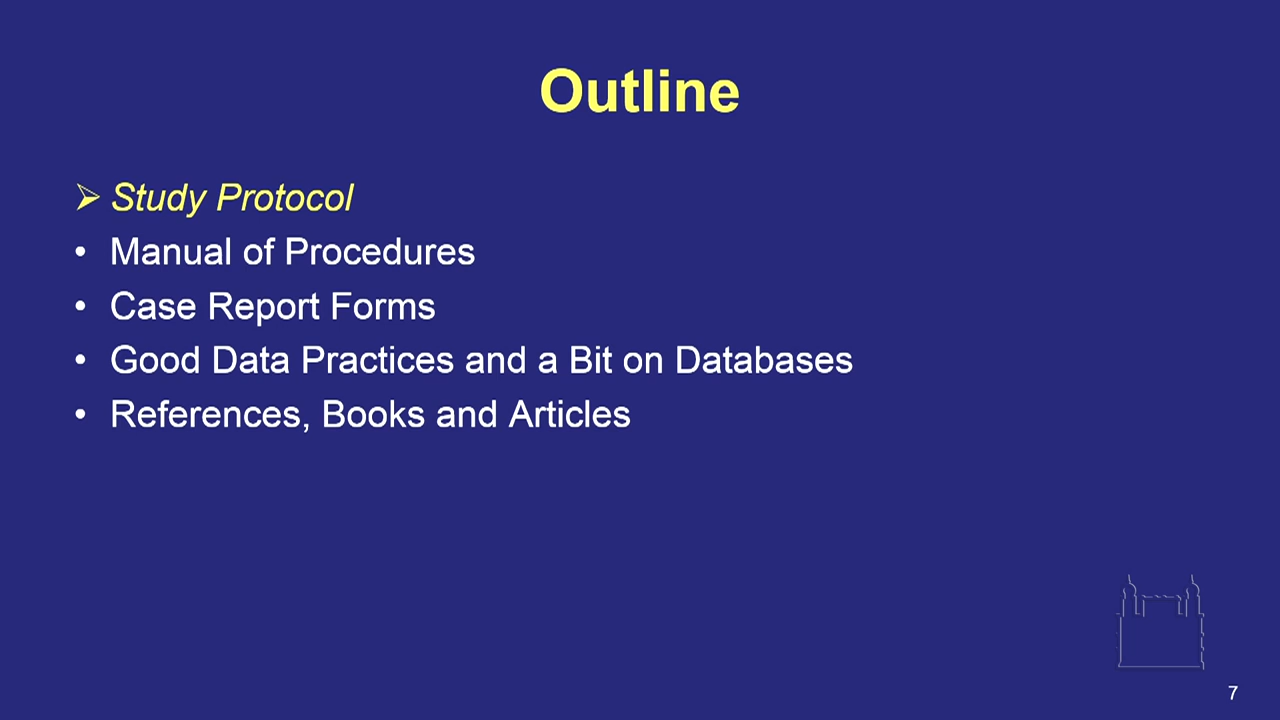 Outline
➢ Study Protocol
• Manual of Procedures
• Case Report Forms
• Good Data Practices and a Bit on Databases
• References, Books and Articles
7